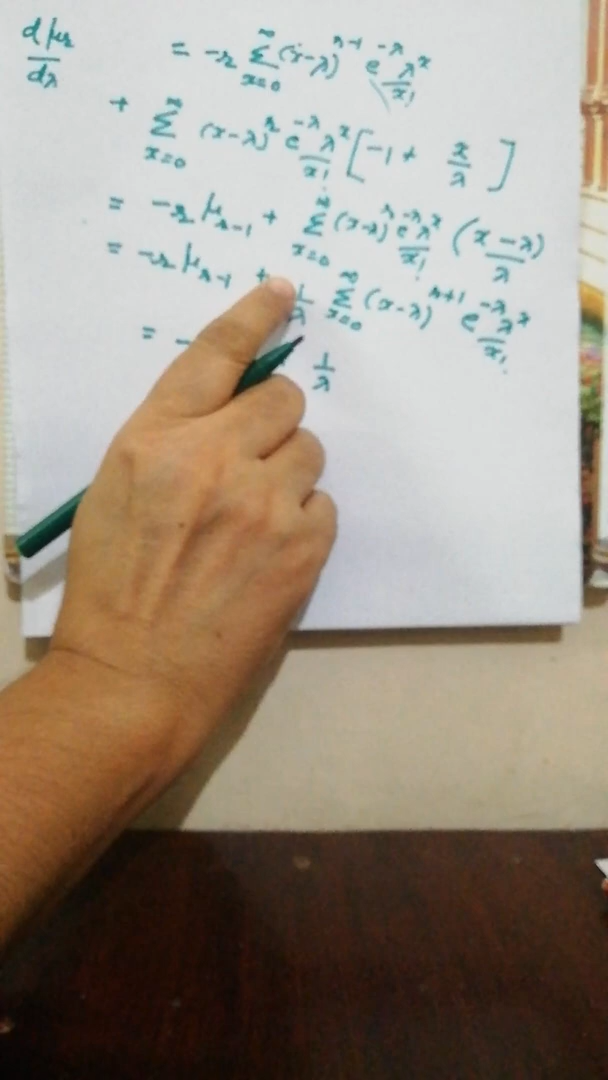 dμr/dλ = -r Σ_{x=0}^{∞} (x-λ)^{r-1} e^{-λ} λ^x / x!
+ Σ_{x=0}^{∞} (x-λ)^r e^{-λ} λ^x / x! [-1 + x/λ]
= -r μ_{r-1} + Σ_{x=0}^{∞} (x-λ)^r e^{-λ} λ^x / x! (x-λ)/λ
= -r μ_{r-1} + 1/λ Σ_{x=0}^{∞} (x-λ)^{r+1} e^{-λ} λ^x / x!
= - 1/λ